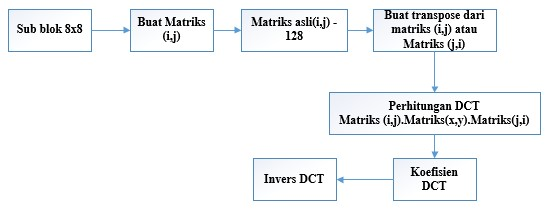 Sub blok 8x8
Buat Matriks
(i,j)
Matriks asli(i,j) -
128
Buat transpose dari
matriks (i,j) atau
Matriks (j,i)
Perhitungan DCT
Matriks (i,j).Matriks(x,y).Matriks(j,i)
Koefisien
DCT
Invers DCT